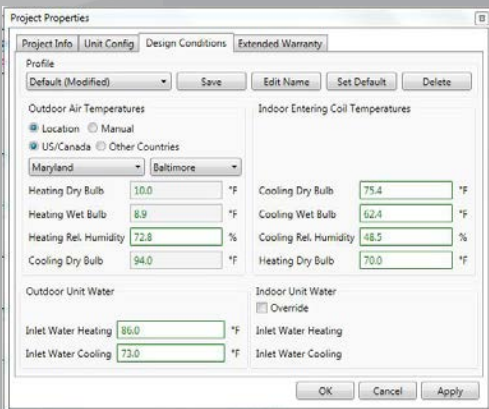 Project Properties
Project Info Unit Config Design Conditions Extended Warranty
Profile
Default (Modified) Save Edit Name Set Default Delete
Outdoor Air Temperatures
Location Manual
US/Canada Other Countries
Maryland Baltimore
Heating Dry Bulb 10.0 °F
Heating Wet Bulb 8.9 °F
Heating Rel. Humidity 72.8 %
Cooling Dry Bulb 94.0 °F
Indoor Entering Coil Temperatures
Cooling Dry Bulb 75.4 °F
Cooling Wet Bulb 62.4 °F
Cooling Rel. Humidity 48.5 %
Heating Dry Bulb 70.0 °F
Outdoor Unit Water
Inlet Water Heating 86.0 °F
Inlet Water Cooling 73.0 °F
Indoor Unit Water
Override
Inlet Water Heating
Inlet Water Cooling
OK Cancel Apply